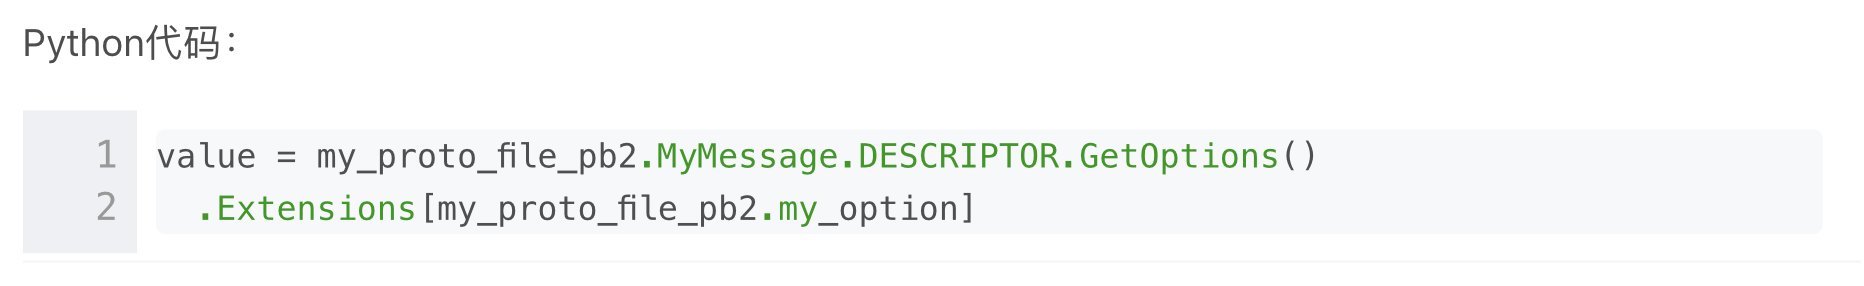 Python代码：
1 value = my_proto_file_pb2.MyMessage.DESCRIPTOR.GetOptions()
2   .Extensions[my_proto_file_pb2.my_option]